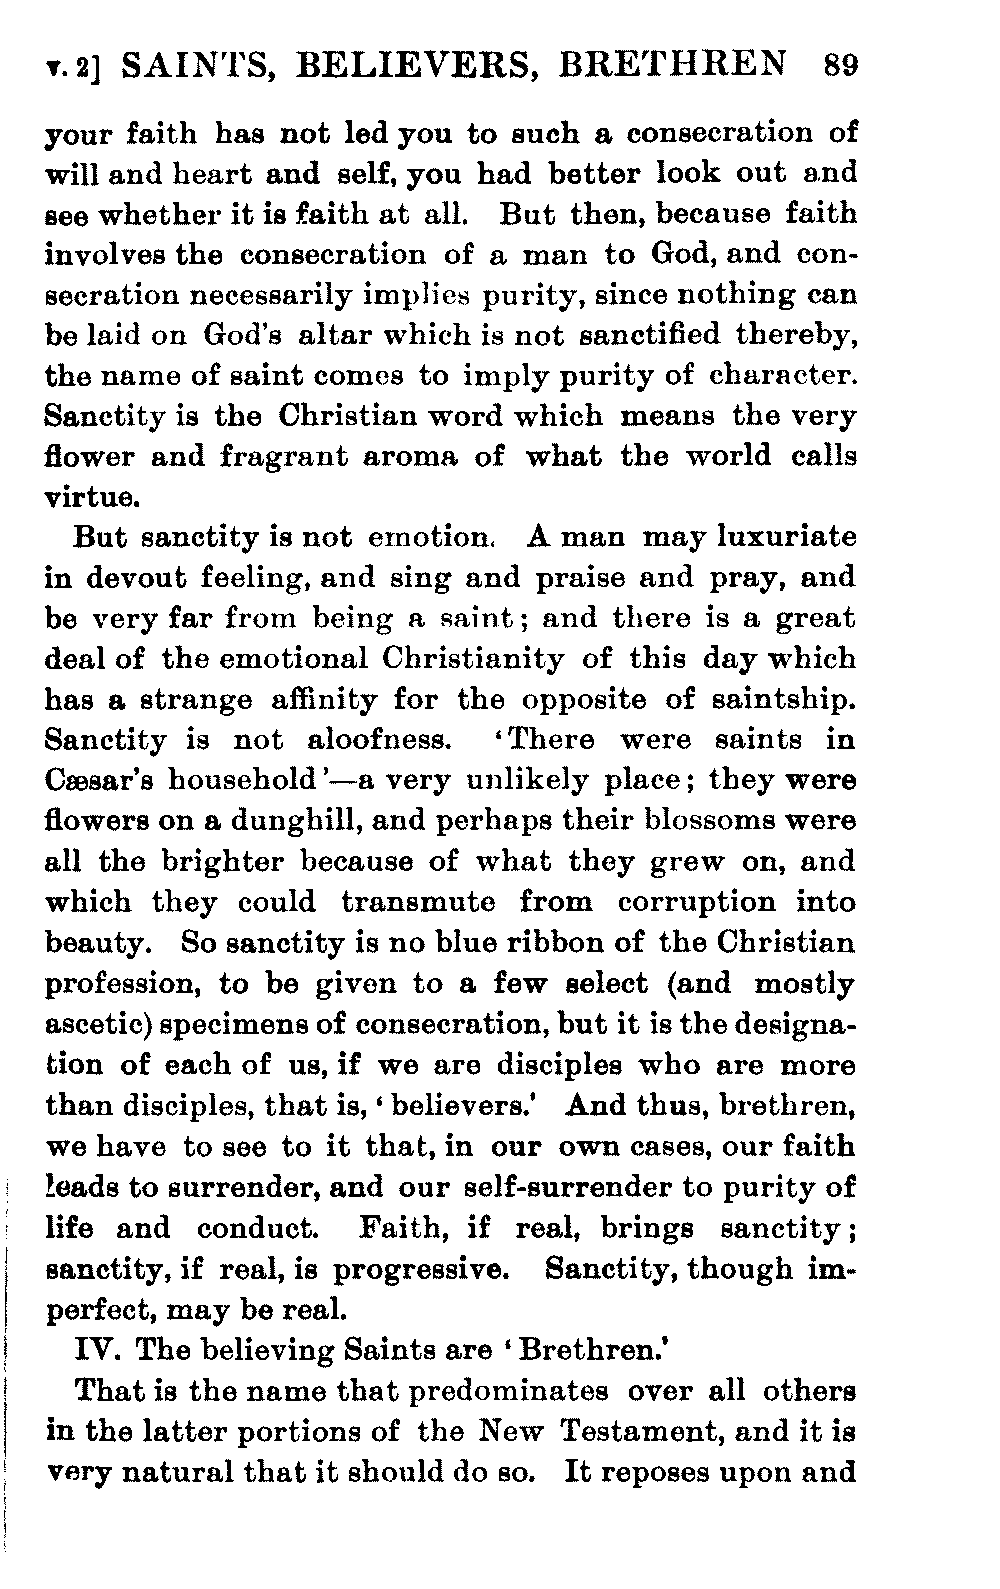 v. 2] SAINTS, BELIEVERS, BRETHREN 89
your faith has not led you to such a consecration of
will and heart and self, you had better look out and
see whether it is faith at all. But then, because faith
involves the consecration of a man to God, and con-
secration necessarily implies purity, since nothing can
be laid on God's altar which is not sanctified thereby,
the name of saint comes to imply purity of character.
Sanctity is the Christian word which means the very
flower and fragrant aroma of what the world calls
virtue.
But sanctity is not emotion. A man may luxuriate
in devout feeling, and sing and praise and pray, and
be very far from being a saint; and there is a great
deal of the emotional Christianity of this day which
has a strange affinity for the opposite of saintship.
Sanctity is not aloofness. 'There were saints in
Cæsar's household'—a very unlikely place; they were
flowers on a dunghill, and perhaps their blossoms were
all the brighter because of what they grew on, and
which they could transmute from corruption into
beauty. So sanctity is no blue ribbon of the Christian
profession, to be given to a few select (and mostly
ascetic) specimens of consecration, but it is the designa-
tion of each of us, if we are disciples who are more
than disciples, that is, 'believers.' And thus, brethren,
we have to see to it that, in our own cases, our faith
leads to surrender, and our self-surrender to purity of
life and conduct. Faith, if real, brings sanctity;
sanctity, if real, is progressive. Sanctity, though im-
perfect, may be real.
IV. The believing Saints are 'Brethren.'
That is the name that predominates over all others
in the latter portions of the New Testament, and it is
very natural that it should do so. It reposes upon and